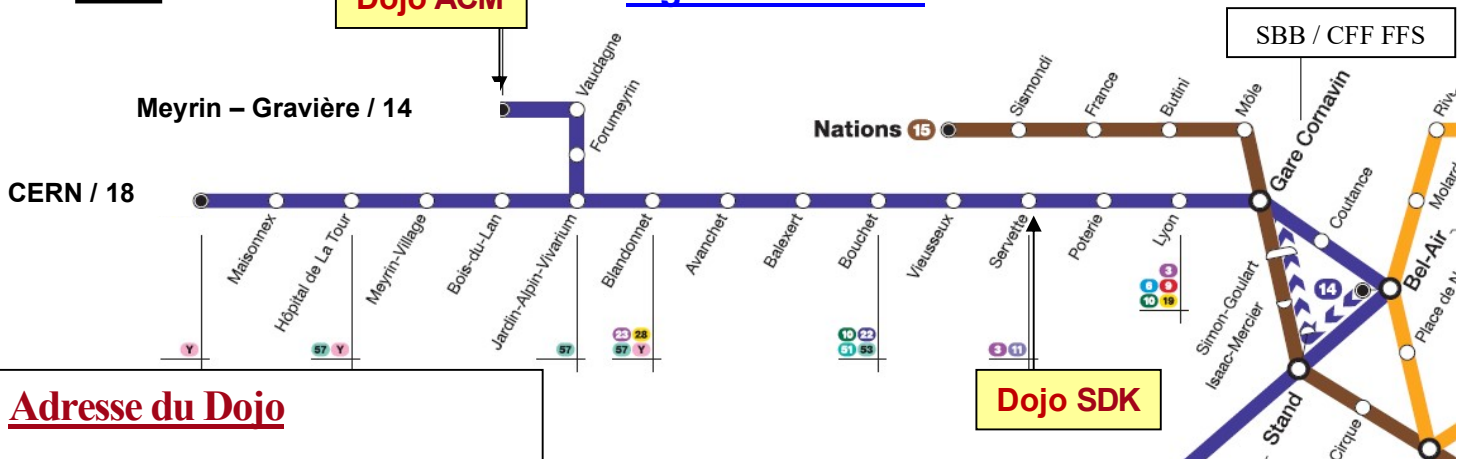 Dojo ACM
SBB / CFF FFS
Meyrin – Gravière / 14
Vaudagne
Forumeyrin
Nations 15
Sismondi
France
Butini
Môle
Gare Cornavin
Coutance
Molard
Bel-Air
CERN / 18
Maisonnex
Hôpital de La Tour
Meyrin-Village
Bois-du-Lan
Jardin-Alpin-Vivarium
Blandonnet
Avanchet
Balexert
Bouchet
Vieusseux
Servette
Poterie
Lyon
14
Simon-Goulart
Isaac-Mercier
Place de
Y
57 Y
57
23 28
57 Y
10 22
51 53
3 11
3
6 9
10 19
Adresse du Dojo
Dojo SDK
Stand
Cirque